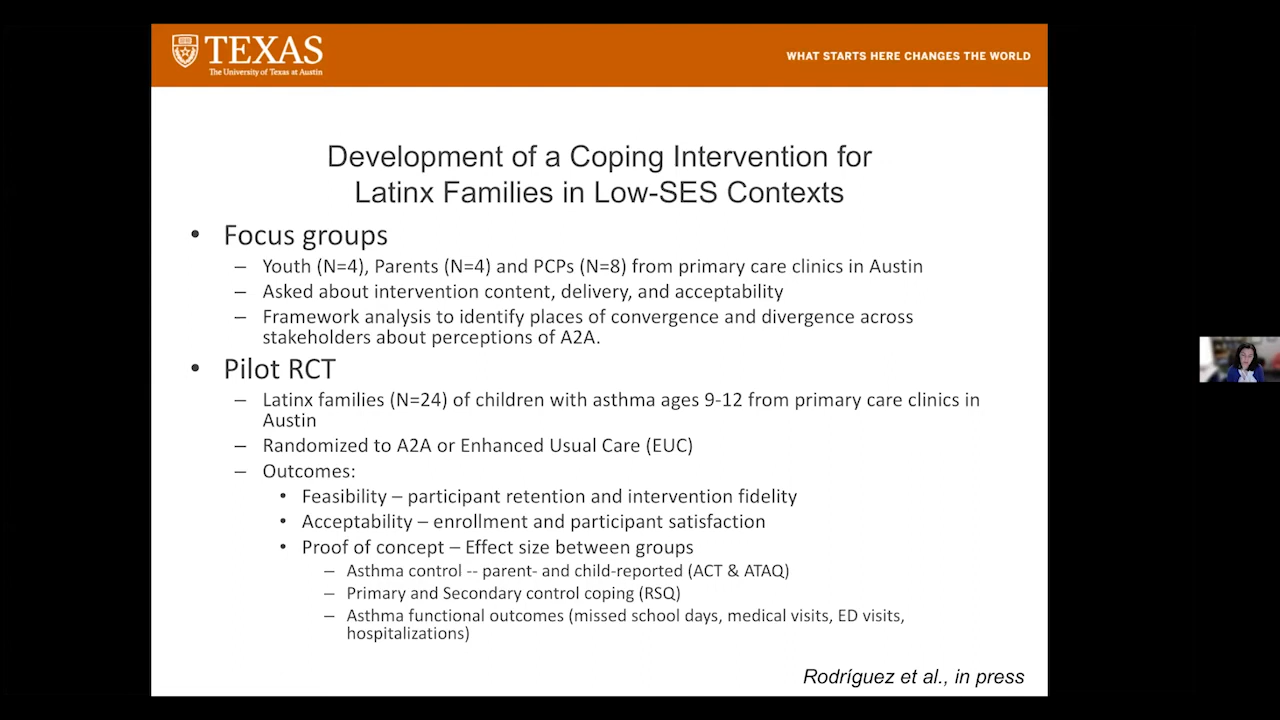 TEXAS
The University of Texas at Austin
WHAT STARTS HERE CHANGES THE WORLD
Development of a Coping Intervention for
Latinx Families in Low-SES Contexts
• Focus groups
– Youth (N=4), Parents (N=4) and PCPs (N=8) from primary care clinics in Austin
– Asked about intervention content, delivery, and acceptability
– Framework analysis to identify places of convergence and divergence across
stakeholders about perceptions of A2A.
• Pilot RCT
– Latinx families (N=24) of children with asthma ages 9-12 from primary care clinics in
Austin
– Randomized to A2A or Enhanced Usual Care (EUC)
– Outcomes:
• Feasibility – participant retention and intervention fidelity
• Acceptability – enrollment and participant satisfaction
• Proof of concept – Effect size between groups
– Asthma control -- parent- and child-reported (ACT & ATAQ)
– Primary and Secondary control coping (RSQ)
– Asthma functional outcomes (missed school days, medical visits, ED visits,
hospitalizations)
Rodríguez et al., in press